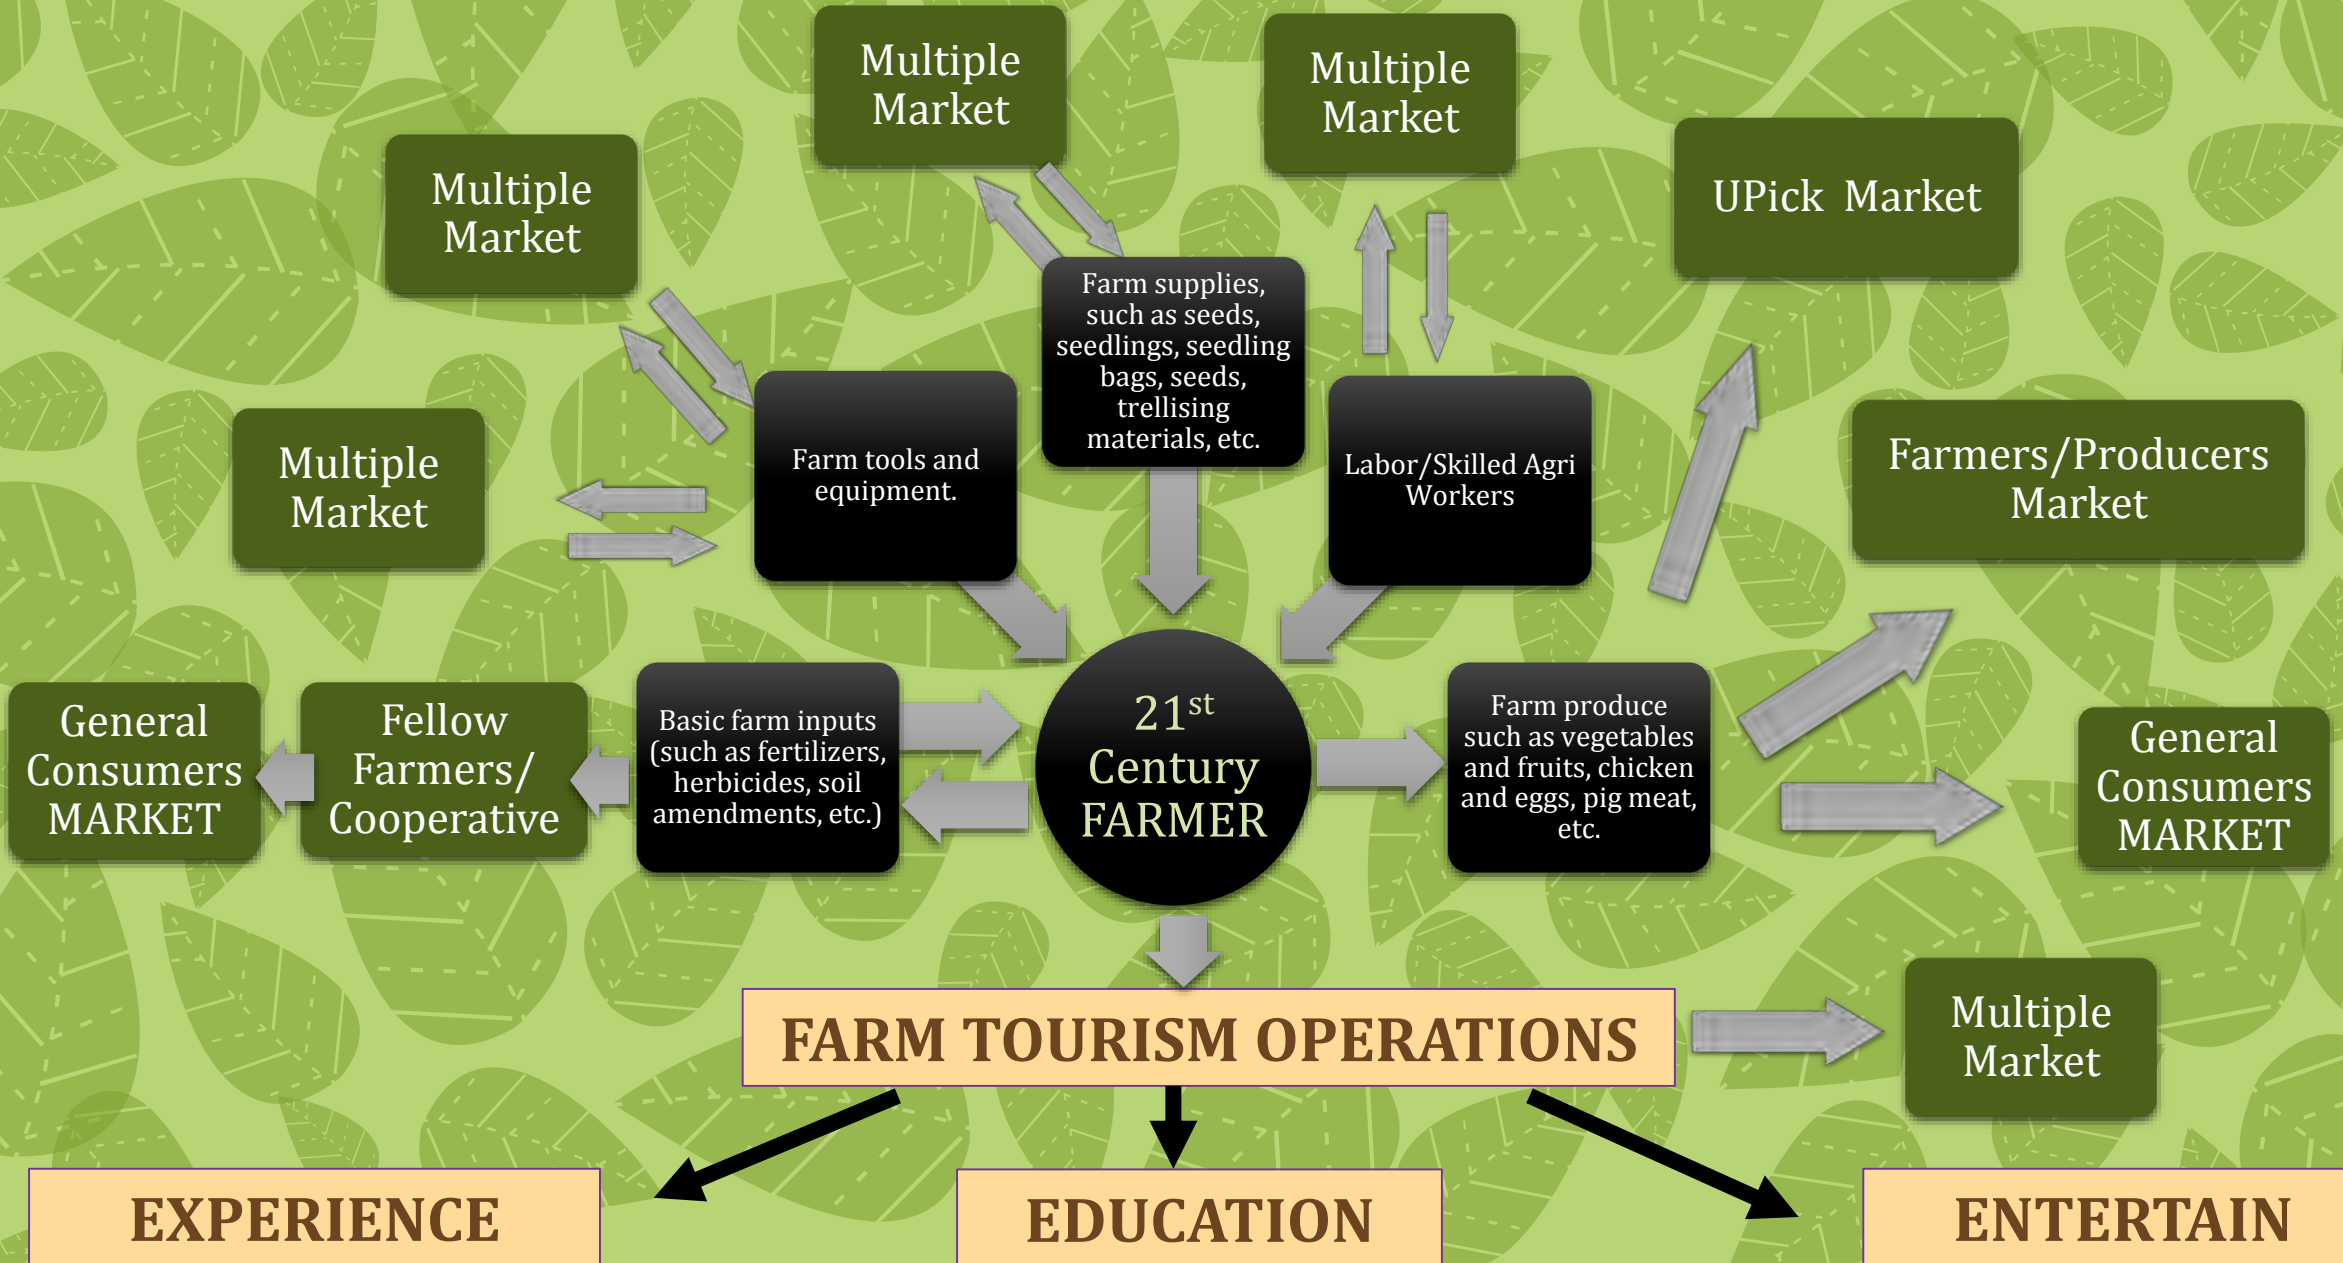 Multiple
Market
Multiple
Market
Multiple
Market
UPick Market
Multiple
Market
Farm supplies,
such as seeds,
seedlings, seedling
bags, seeds,
trellising
materials, etc.
Farmers/Producers
Market
Multiple
Market
Farm tools and
equipment.
Labor/Skilled Agri
Workers
General
Consumers
MARKET
Fellow
Farmers/
Cooperative
Basic farm inputs
(such as fertilizers,
herbicides, soil
amendments, etc.)
21st
Century
FARMER
Farm produce
such as vegetables
and fruits, chicken
and eggs, pig meat,
etc.
General
Consumers
MARKET
FARM TOURISM OPERATIONS
Multiple
Market
EXPERIENCE
EDUCATION
ENTERTAIN